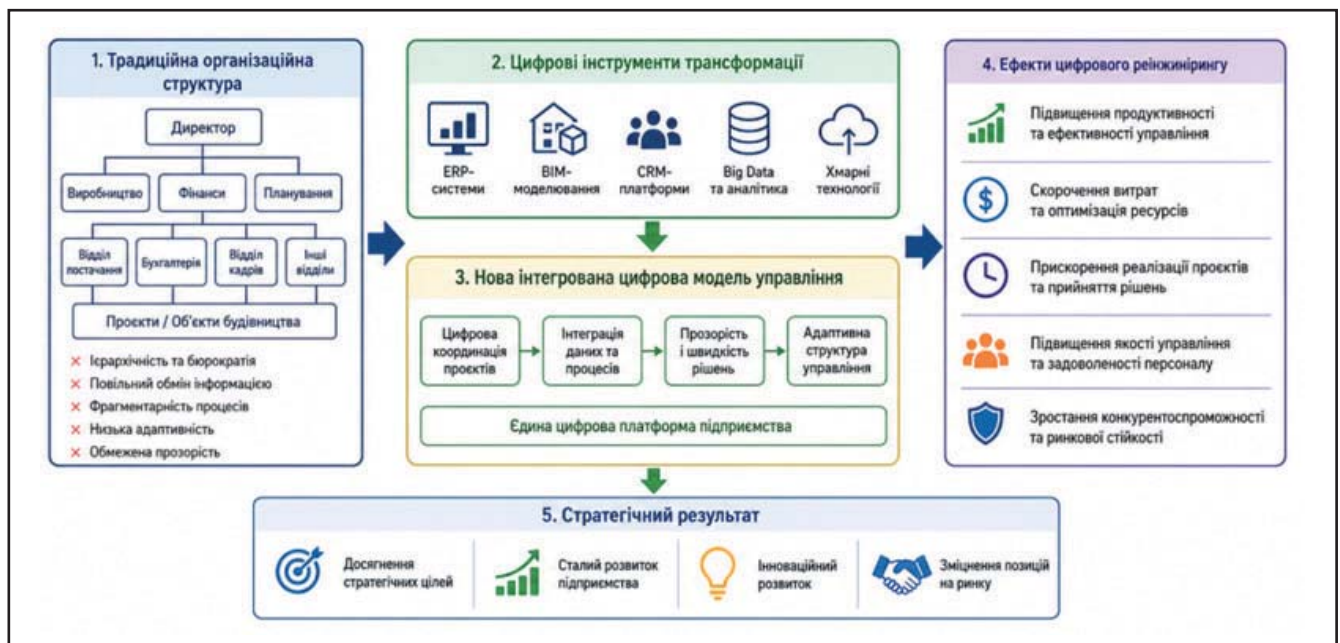 1. Традиційна організаційна
структура
Директор
Виробництво
Фінанси
Планування
Відділ
постачання
Бухгалтерія
Відділ
кадрів
Інші
відділи
Проєкти / Об'єкти будівництва
✕ Ієрархічність та бюрократія
✕ Повільний обмін інформацією
✕ Фрагментарність процесів
✕ Низька адаптивність
✕ Обмежена прозорість
2. Цифрові інструменти трансформації
ERP-
системи
BIM-
моделювання
CRM-
платформи
Big Data
та аналітика
Хмарні
технології
3. Нова інтегрована цифрова модель управління
Цифрова
координація
проєктів
Інтеграція
даних та
процесів
Прозорість
і швидкість
рішень
Адаптивна
структура
управління
Єдина цифрова платформа підприємства
4. Ефекти цифрового реінжинірингу
Підвищення продуктивності
та ефективності управління
$
Скорочення витрат
та оптимізація ресурсів
Прискорення реалізації проєктів
та прийняття рішень
Підвищення якості управління
та задоволеності персоналу
Зростання конкурентоспроможності
та ринкової стійкості
5. Стратегічний результат
Досягнення
стратегічних цілей
Сталий розвиток
підприємства
Інноваційний
розвиток
Зміцнення позицій
на ринку